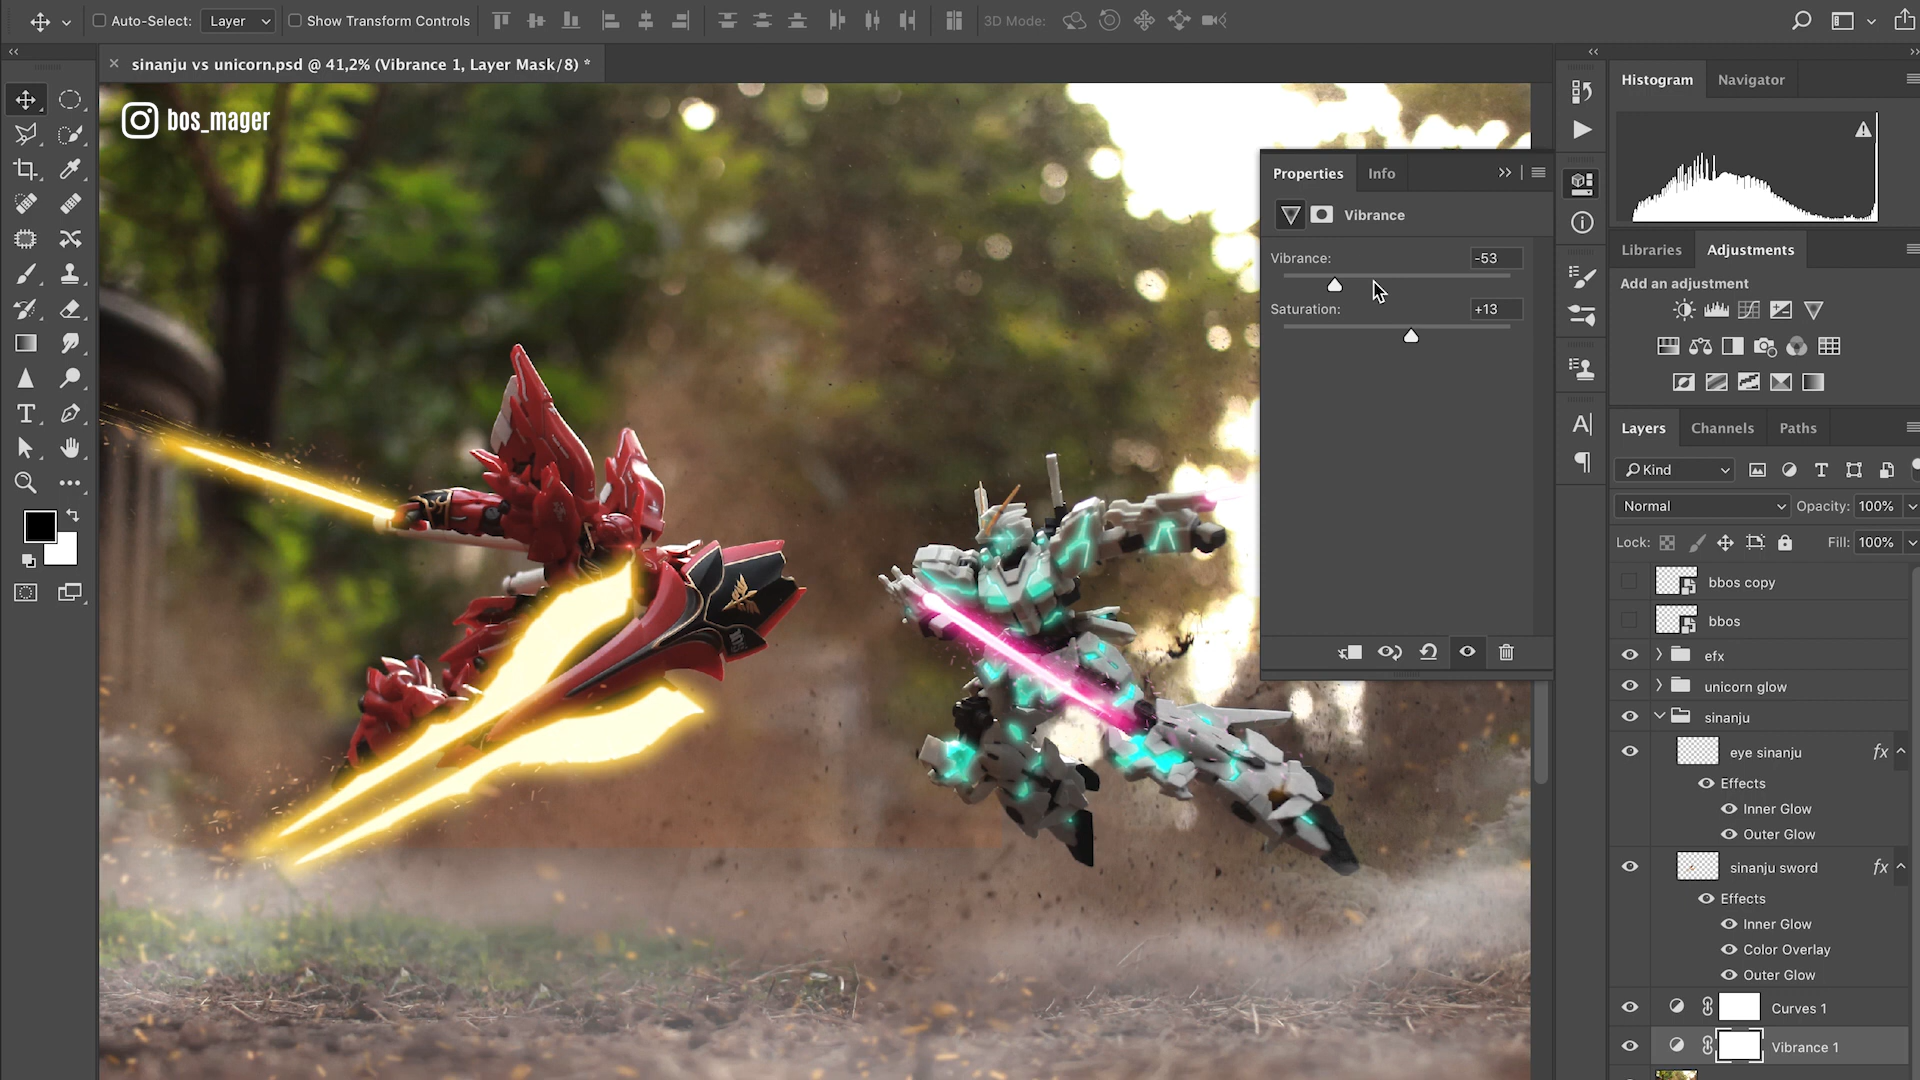 Auto-Select: Layer Show Transform Controls 3D Mode:
sinanju vs unicorn.psd @ 41,2% (Vibrance 1, Layer Mask/8) *
bos_mager
Properties Info
Vibrance
Vibrance: -53
Saturation: +13
Histogram Navigator
Libraries Adjustments
Add an adjustment
Layers Channels Paths
Kind
Normal Opacity: 100%
Lock: Fill: 100%
bbos copy
bbos
efx
unicorn glow
sinanju
eye sinanju fx
Effects
Inner Glow
Outer Glow
sinanju sword fx
Effects
Inner Glow
Color Overlay
Outer Glow
Curves 1
Vibrance 1